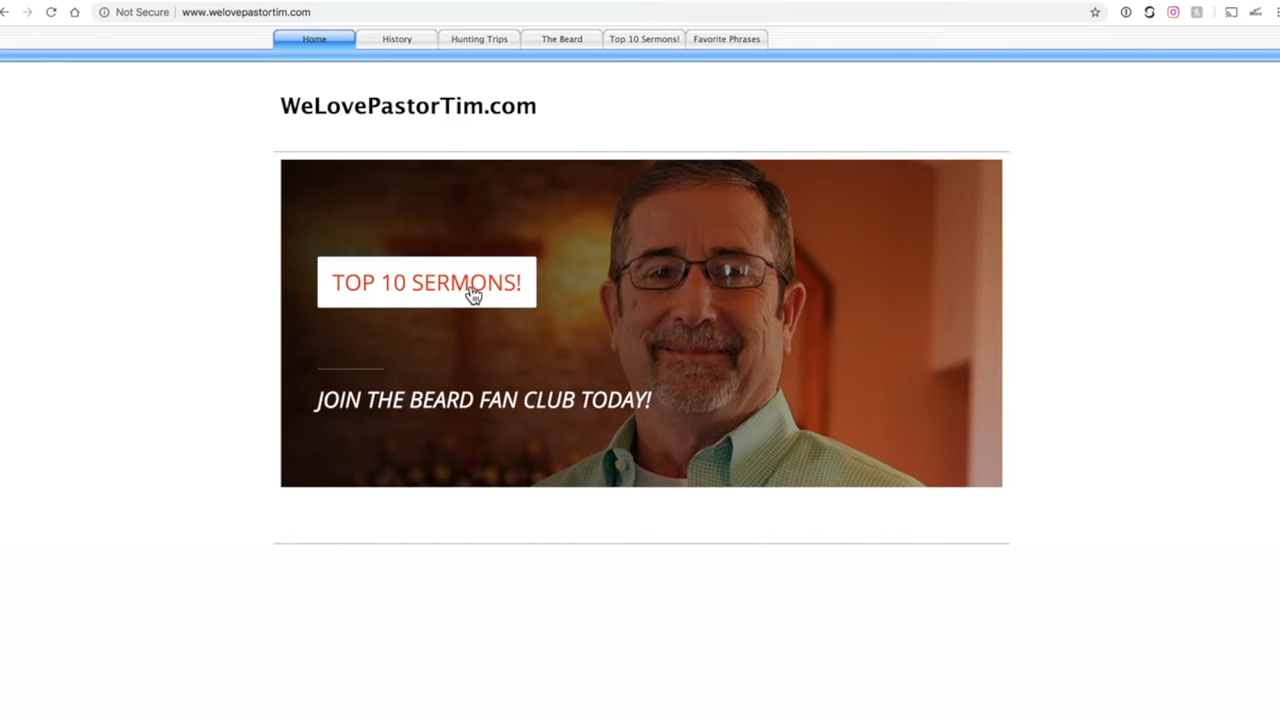 Not Secure
www.welovepastortim.com
Home
History
Hunting Trips
The Beard
Top 10 Sermons!
Favorite Phrases
WeLovePastorTim.com
TOP 10 SERMONS!
JOIN THE BEARD FAN CLUB TODAY!